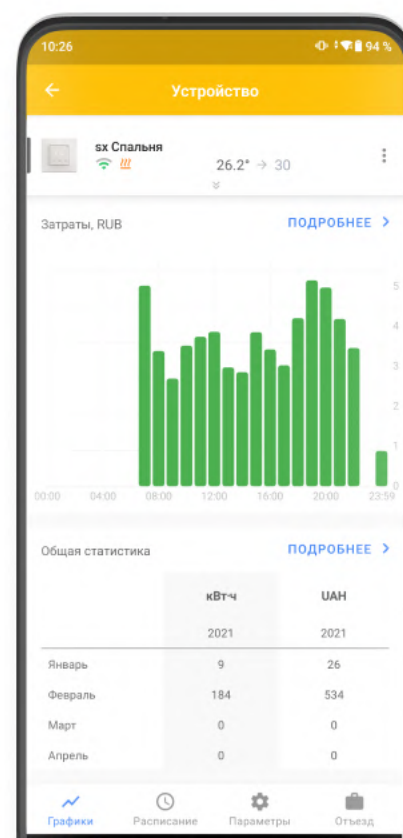 10:26 94 %
Устройство
sx Спальня
26.2° → 30
Затраты, RUB ПОДРОБНЕЕ >
5
4
3
2
1
0
00:00 04:00 08:00 12:00 16:00 20:00 23:59
Общая статистика ПОДРОБНЕЕ >
кВт·ч UAH
2021 2021
Январь 9 26
Февраль 184 534
Март 0 0
Апрель 0 0
Графики Расписание Параметры Отъезд